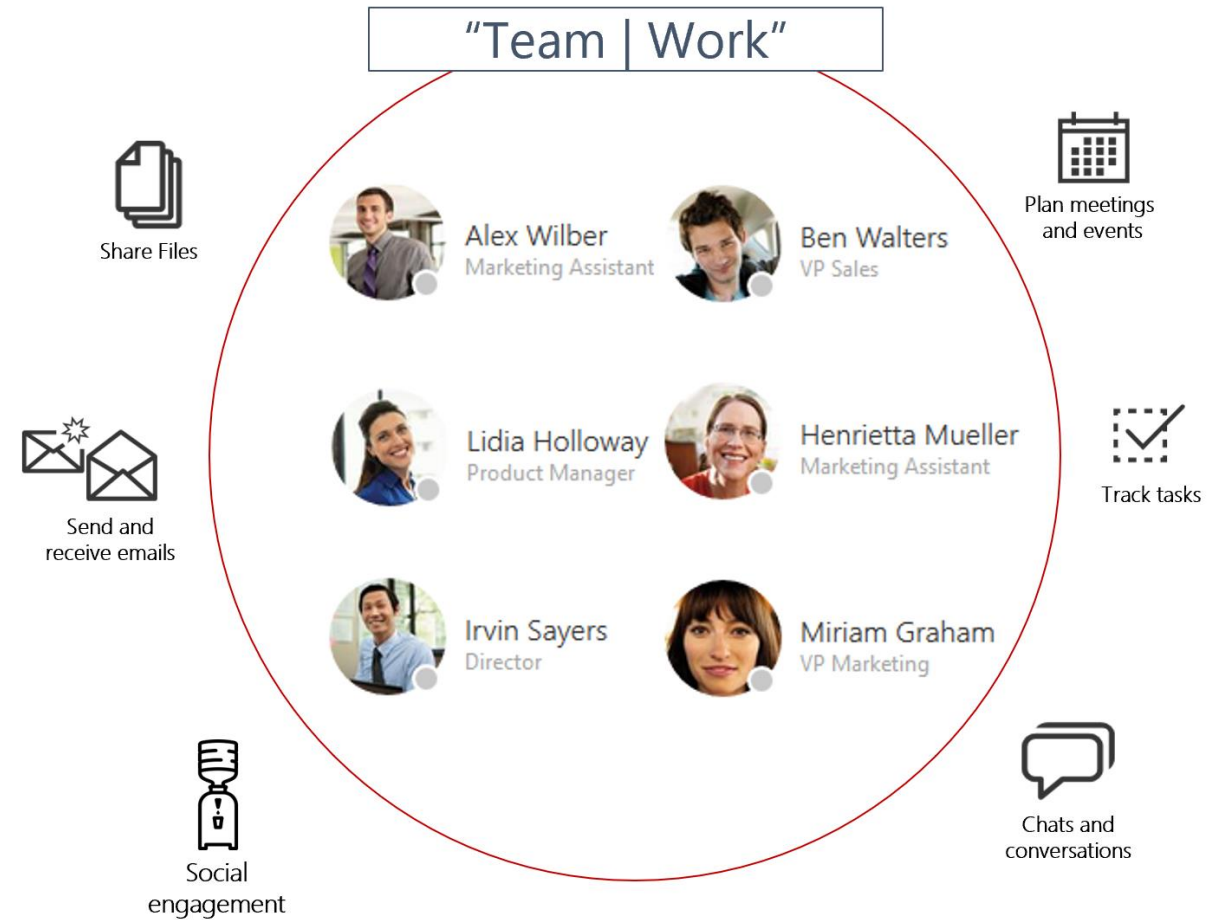 “Team | Work”
Share Files
Plan meetings
and events
Alex Wilber
Marketing Assistant
Ben Walters
VP Sales
Send and
receive emails
Lidia Holloway
Product Manager
Henrietta Mueller
Marketing Assistant
Track tasks
Irvin Sayers
Director
Miriam Graham
VP Marketing
Social
engagement
Chats and
conversations